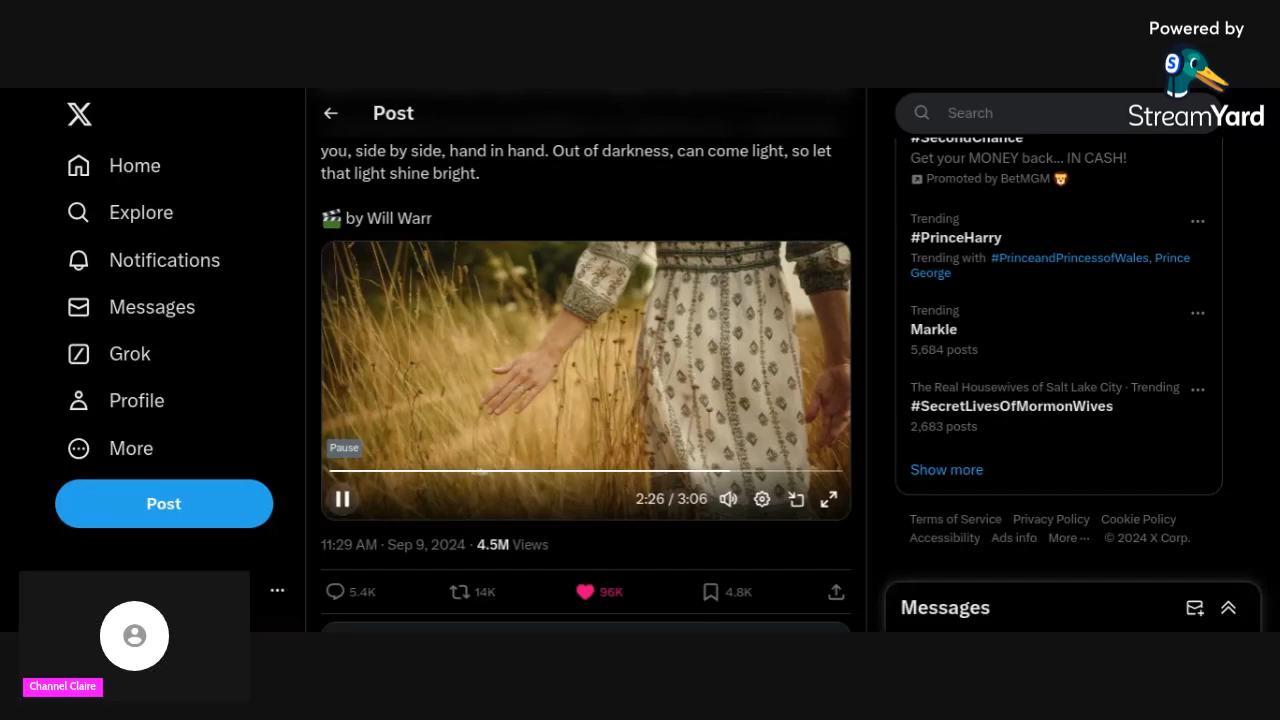 Powered by
StreamYard
Home
Explore
Notifications
Messages
Grok
Profile
More
Post
Channel Claire
Post
you, side by side, hand in hand. Out of darkness, can come light, so let
that light shine bright.
by Will Warr
Pause
2:26 / 3:06
11:29 AM · Sep 9, 2024 · 4.5M Views
5.4K
14K
96K
4.8K
Search
#SecondChance
Get your MONEY back... IN CASH!
Promoted by BetMGM
Trending
#PrinceHarry
Trending with #PrinceandPrincessofWales, Prince
George
Trending
Markle
5,684 posts
The Real Housewives of Salt Lake City · Trending
#SecretLivesOfMormonWives
2,683 posts
Show more
Terms of Service Privacy Policy Cookie Policy
Accessibility Ads info More ··· © 2024 X Corp.
Messages